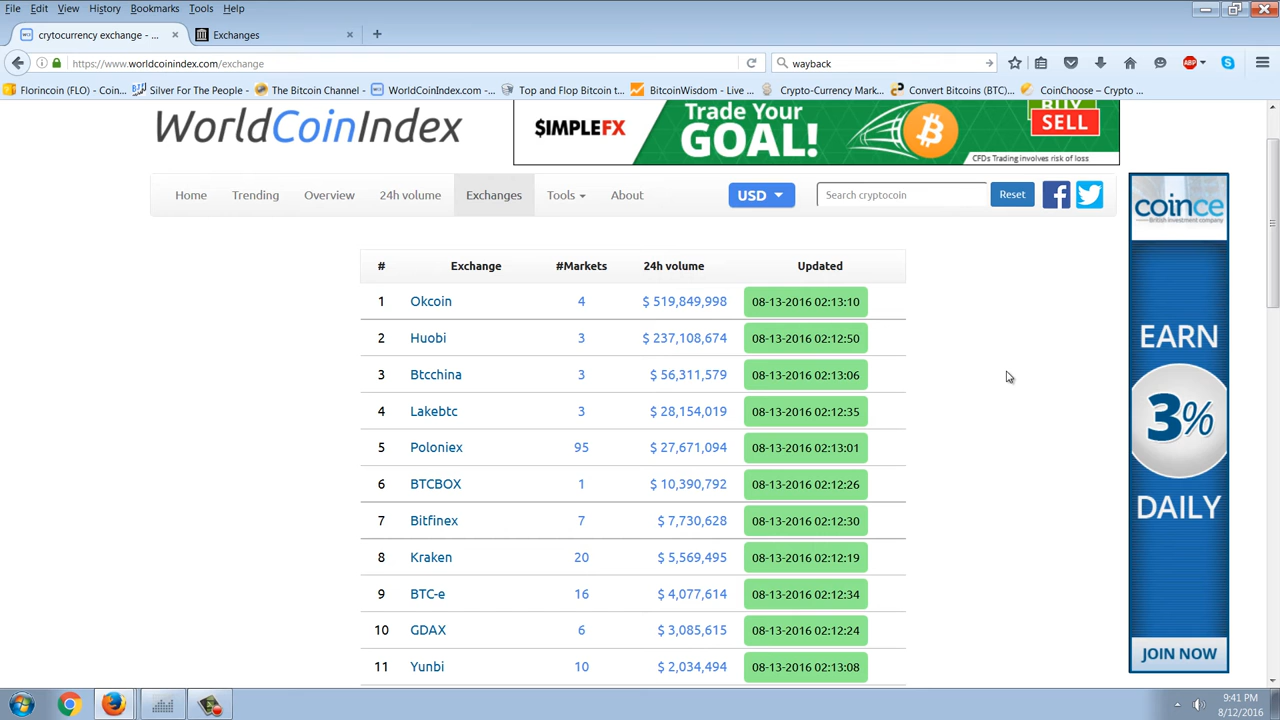 File Edit View History Bookmarks Tools Help
crytocurrency exchange - ... Exchanges
https://www.worldcoinindex.com/exchange wayback
Florincoin (FLO) - Coin... Silver For The People - ... The Bitcoin Channel - ... WorldCoinIndex.com - ... Top and Flop Bitcoin t... BitcoinWisdom - Live ... Crypto-Currency Mark... Convert Bitcoins (BTC)... CoinChoose – Crypto ...
WorldCoinIndex
$IMPLEFX
Trade Your
GOAL!
BUY
SELL
CFDs Trading involves risk of loss
Home Trending Overview 24h volume Exchanges Tools About USD Search cryptocoin Reset
# Exchange #Markets 24h volume Updated
1 Okcoin 4 $ 519,849,998 08-13-2016 02:13:10
2 Huobi 3 $ 237,108,674 08-13-2016 02:12:50
3 Btcchina 3 $ 56,311,579 08-13-2016 02:13:06
4 Lakebtc 3 $ 28,154,019 08-13-2016 02:12:35
5 Poloniex 95 $ 27,671,094 08-13-2016 02:13:01
6 BTCBOX 1 $ 10,390,792 08-13-2016 02:12:26
7 Bitfinex 7 $ 7,730,628 08-13-2016 02:12:30
8 Kraken 20 $ 5,569,495 08-13-2016 02:12:19
9 BTC-e 16 $ 4,077,614 08-13-2016 02:12:34
10 GDAX 6 $ 3,085,615 08-13-2016 02:12:24
11 Yunbi 10 $ 2,034,494 08-13-2016 02:13:08
coince
British investment company
EARN
3%
DAILY
JOIN NOW
9:41 PM
8/12/2016